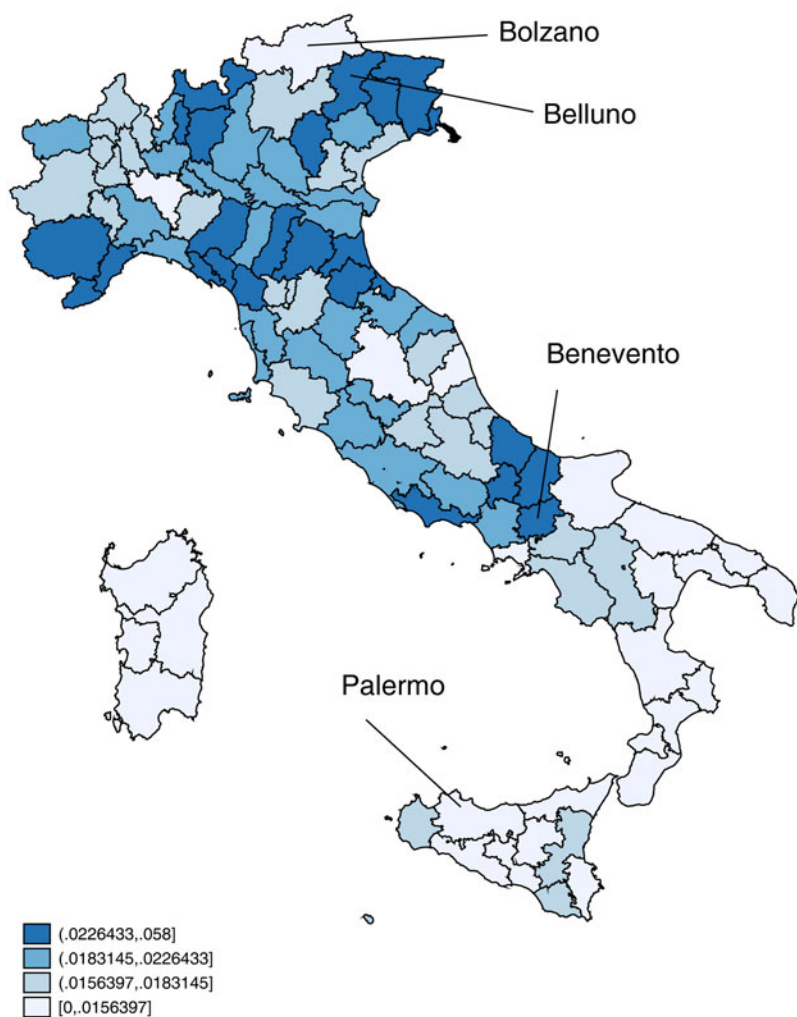 Bolzano
Belluno
Benevento
Palermo
(.0226433,.058]
(.0183145,.0226433]
(.0156397,.0183145]
[0,.0156397]